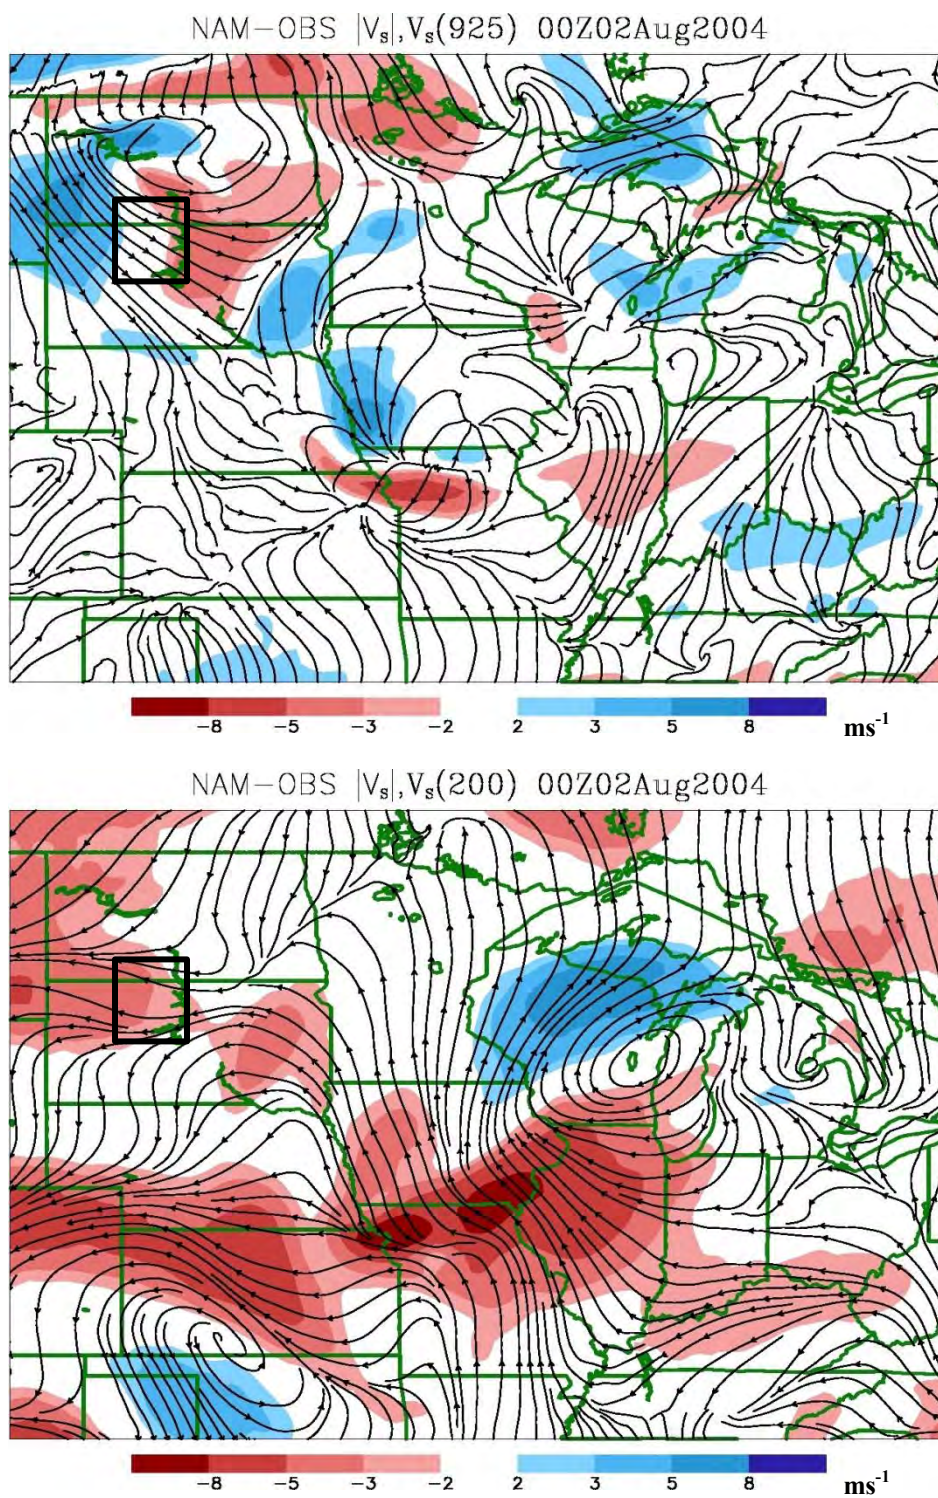 NAM-OBS |Vₛ|,Vₛ(925) 00Z02Aug2004
-8 -5 -3 -2 2 3 5 8 ms⁻¹
NAM-OBS |Vₛ|,Vₛ(200) 00Z02Aug2004
-8 -5 -3 -2 2 3 5 8 ms⁻¹